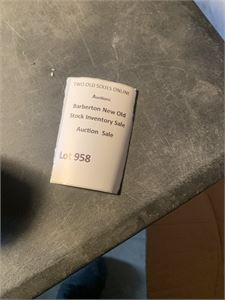 TWO OLD SOULS ONLINE
Auctions
Barberton New Old
Stock Inventory Sale
Auction Sale
Lot 958